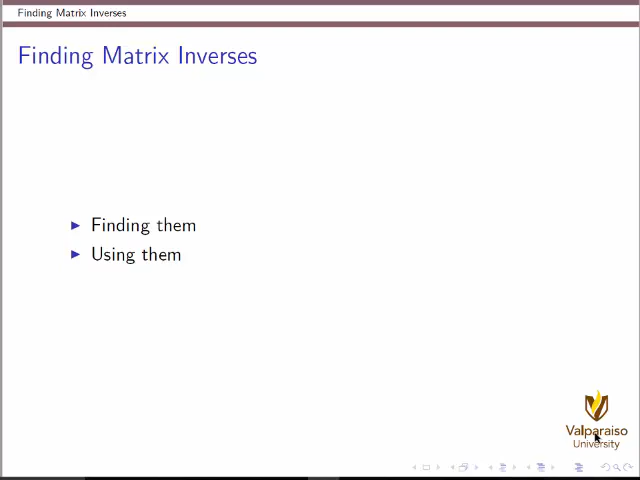 Finding Matrix Inverses
Finding Matrix Inverses
Finding them
Using them
Valparaiso
University